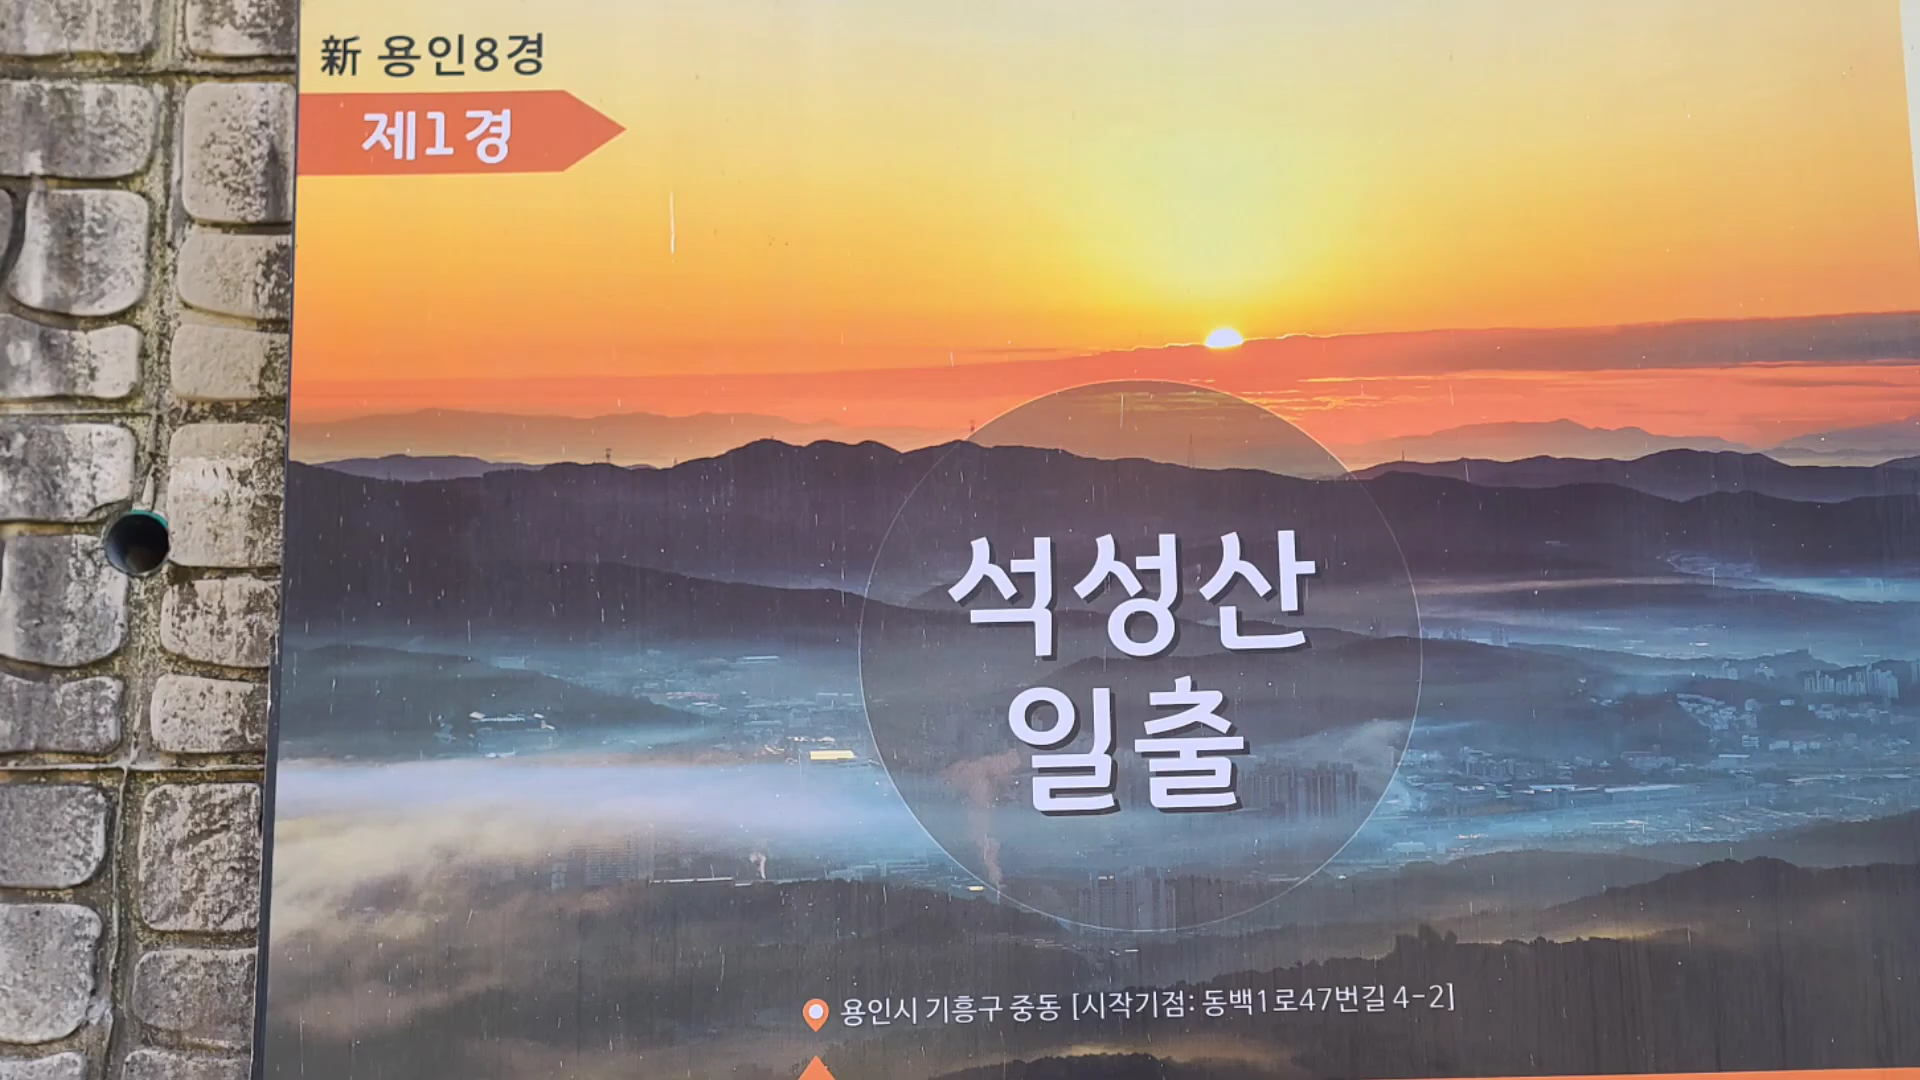 新 용인8경
제1경
석성산
일출
용인시 기흥구 중동 [시작기점: 동백1로47번길 4-2]